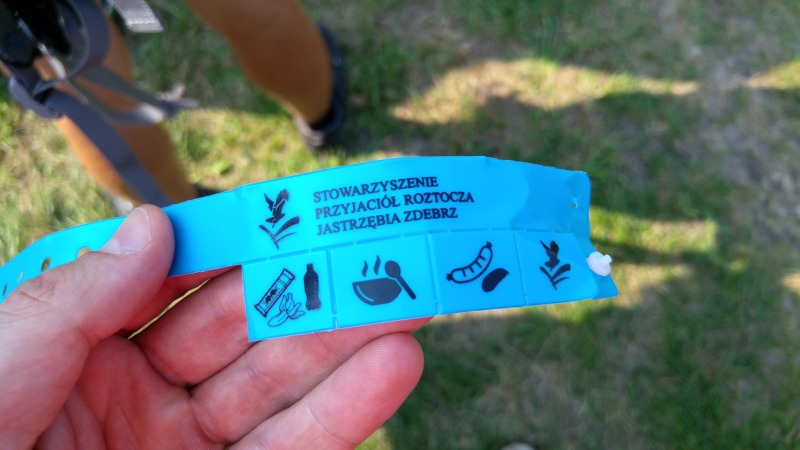 STOWARZYSZENIE
PRZYJACIÓŁ ROZTOCZA
JASTRZĘBIA ZDEBRZ